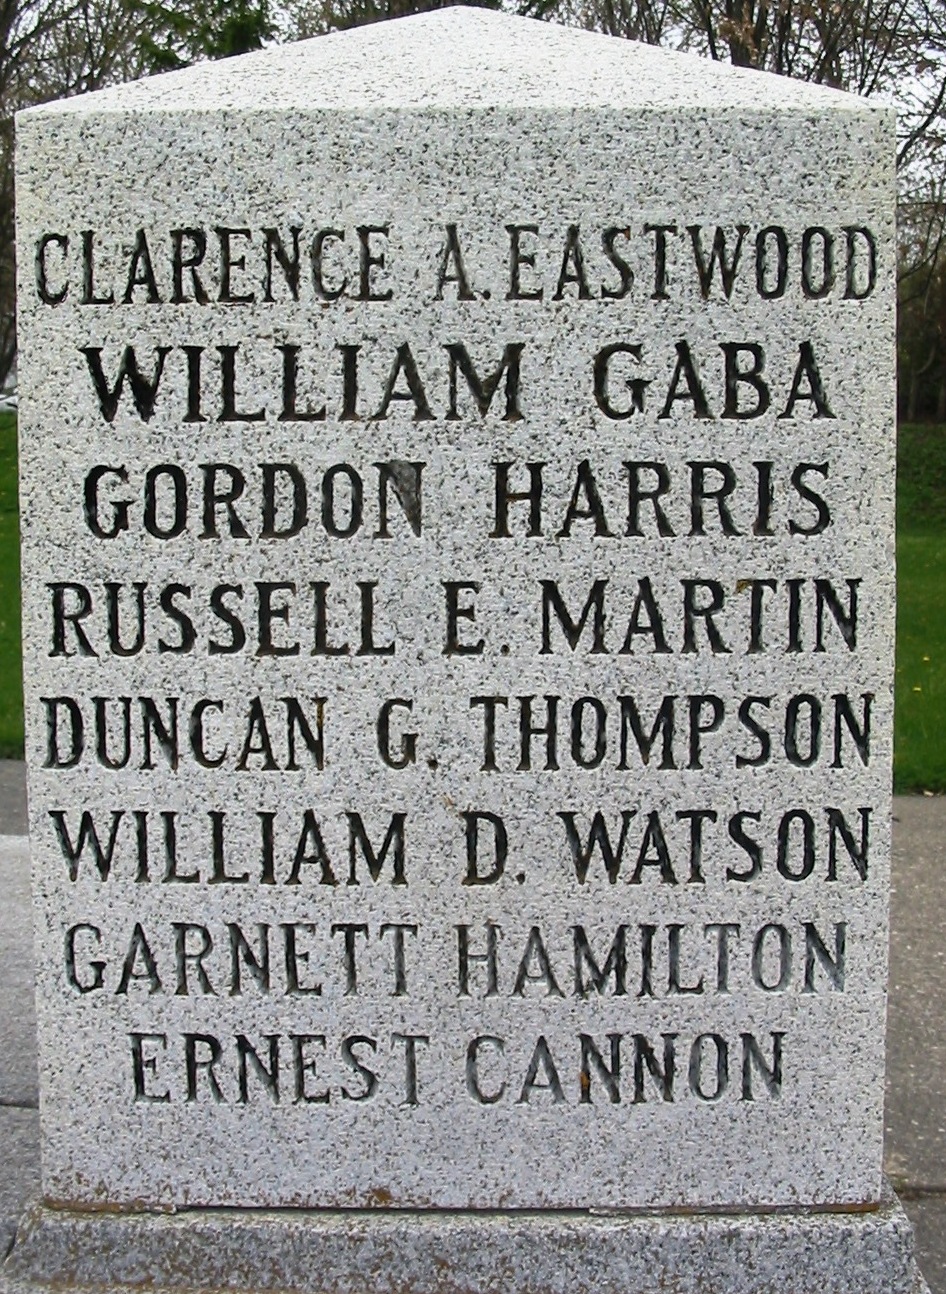 CLARENCE A. EASTWOOD
WILLIAM GABA
GORDON HARRIS
RUSSELL E. MARTIN
DUNCAN G. THOMPSON
WILLIAM D. WATSON
GARNETT HAMILTON
ERNEST CANNON